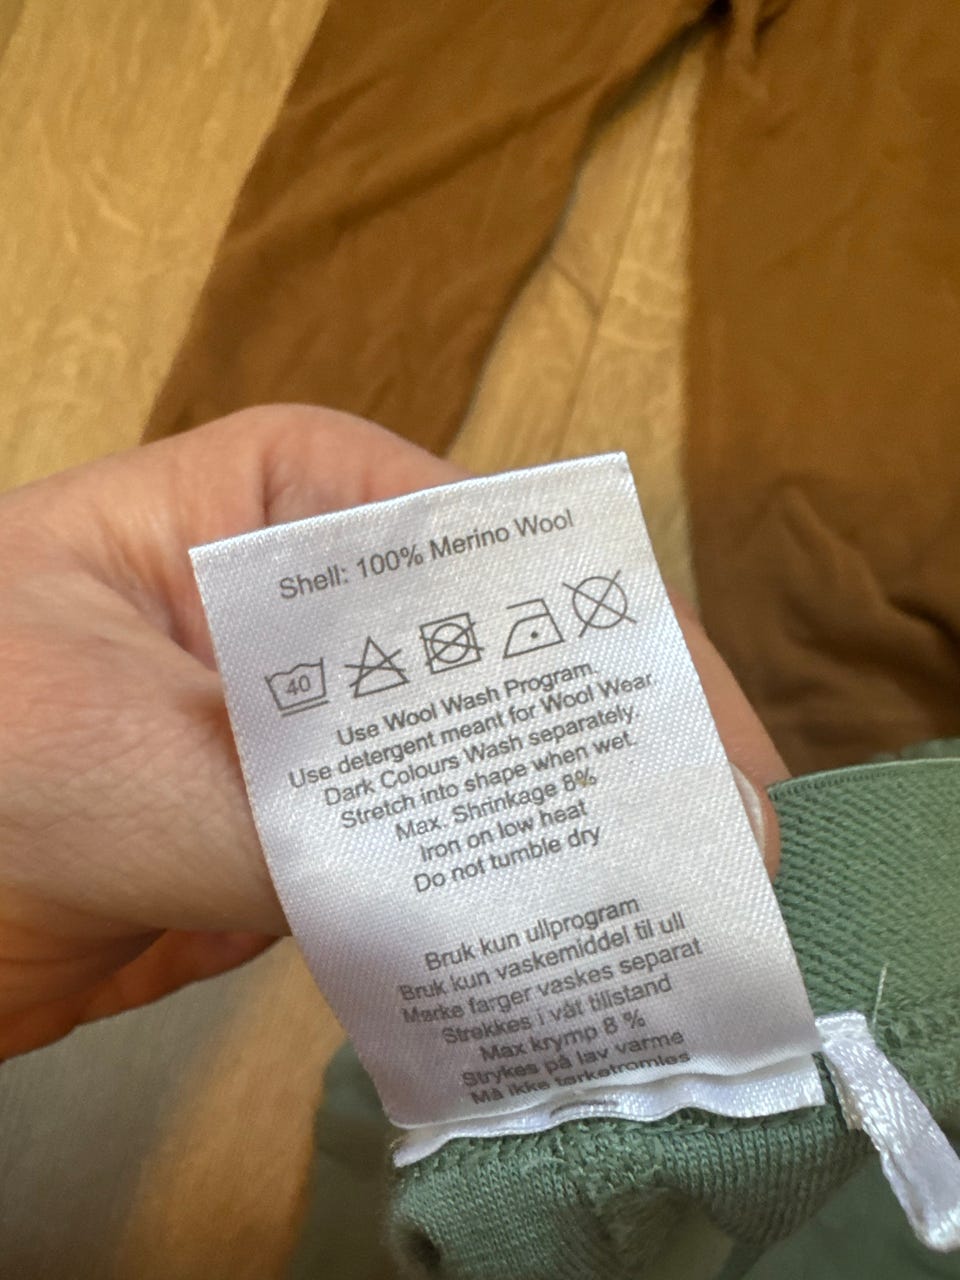 Shell: 100% Merino Wool
40
Use Wool Wash Program.
Use detergent meant for Wool Wear
Dark Colours Wash separately.
Stretch into shape when wet.
Max. Shrinkage 8%
Iron on low heat
Do not tumble dry
Bruk kun ullprogram
Bruk kun vaskemiddel til ull
Mørke farger vaskes separat
Strekkes i våt tilstand
Max krymp 8 %
Strykes på lav varme
Må ikke tørketromles